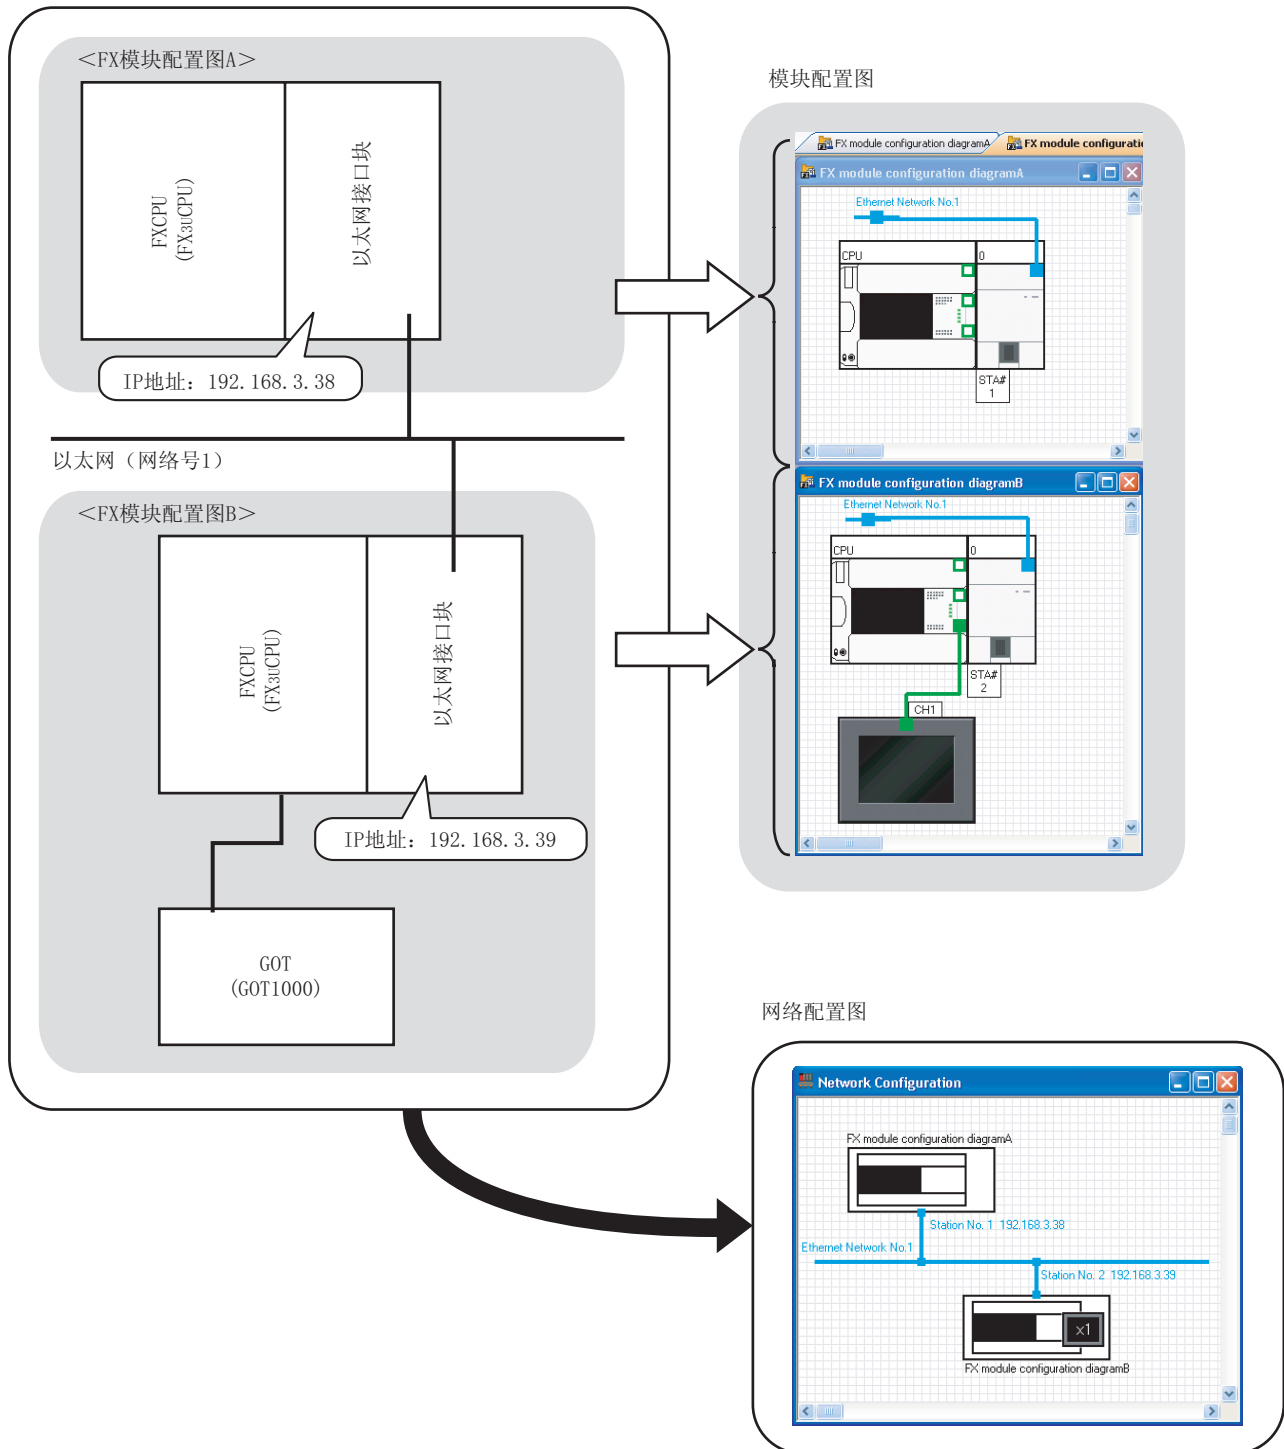 <FX模块配置图A>
FXCPU
(FX3UCPU)
以太网接口块
IP地址：192.168.3.38
以太网（网络号1）
<FX模块配置图B>
FXCPU
(FX3UCPU)
以太网接口块
IP地址：192.168.3.39
GOT
(GOT1000)
模块配置图
FX module configuration diagramA
FX module configuratio
FX module configuration diagramA
Ethernet Network No.1
CPU
0
STA#
1
FX module configuration diagramB
Ethernet Network No.1
CPU
0
STA#
2
CH1
网络配置图
Network Configuration
FX module configuration diagramA
Station No. 1 192.168.3.38
Ethernet Network No.1
Station No. 2 192.168.3.39
x1
FX module configuration diagramB